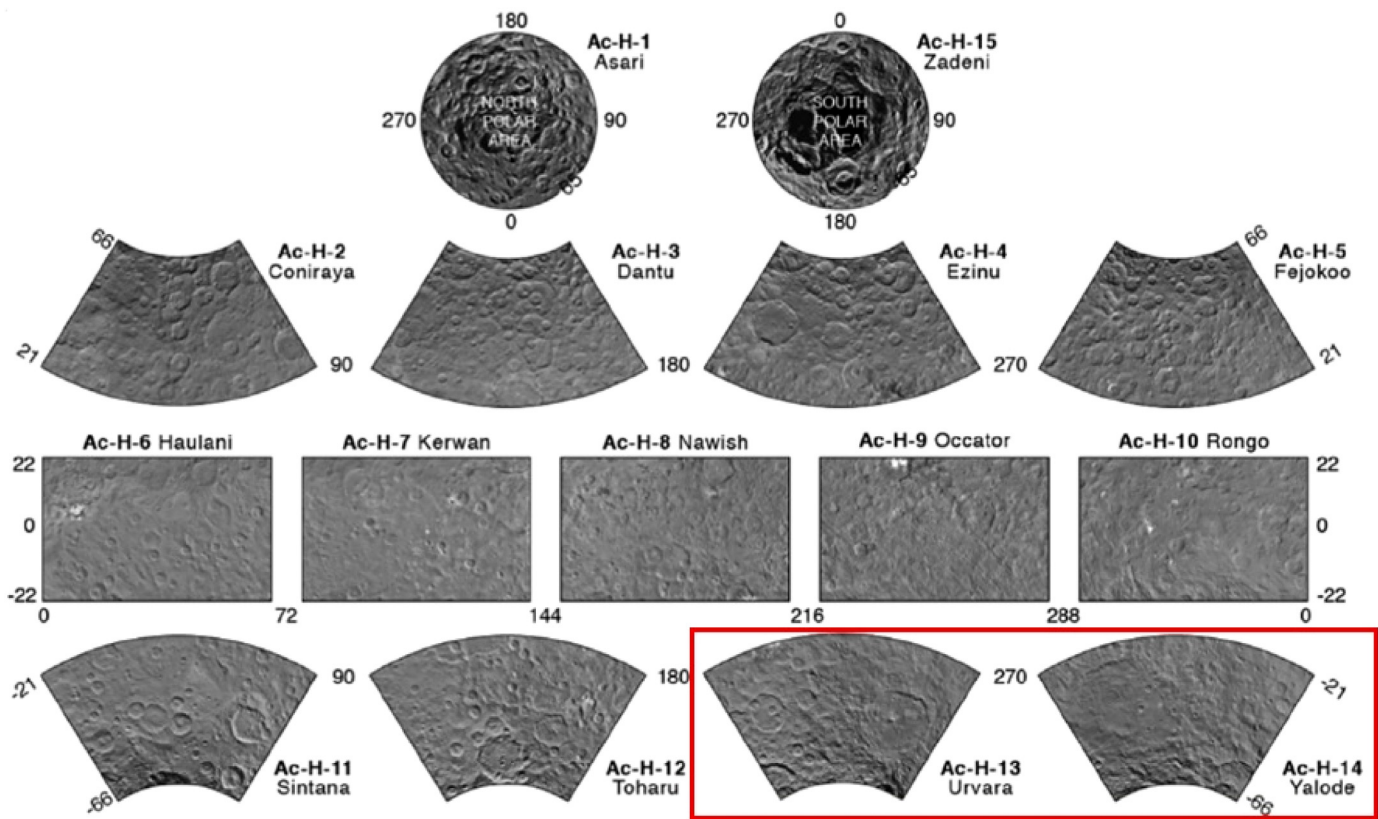 180
Ac-H-1
Asari
0
Ac-H-15
Zadeni
270
NORTH
POLAR
AREA
90
65
0
270
SOUTH
POLAR
AREA
90
180
66
Ac-H-2
Coniraya
Ac-H-3
Dantu
Ac-H-4
Ezinu
66
Ac-H-5
Fejokoo
21
90
180
270
21
Ac-H-6 Haulani
Ac-H-7 Kerwan
Ac-H-8 Nawish
Ac-H-9 Occator
Ac-H-10 Rongo
22
0
-22
22
0
-22
0
72
144
216
288
0
-21
90
180
270
-21
-66
Ac-H-11
Sintana
Ac-H-12
Toharu
Ac-H-13
Urvara
-66
Ac-H-14
Yalode